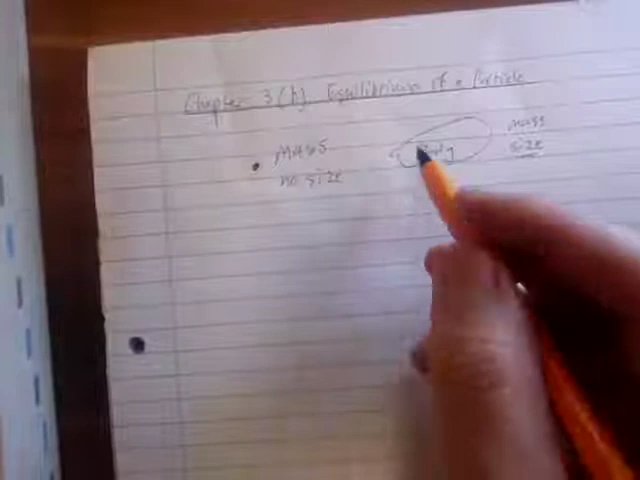 Chapter 3(b) Equilibrium of a Particle
MASS
no size
Body
mass
size